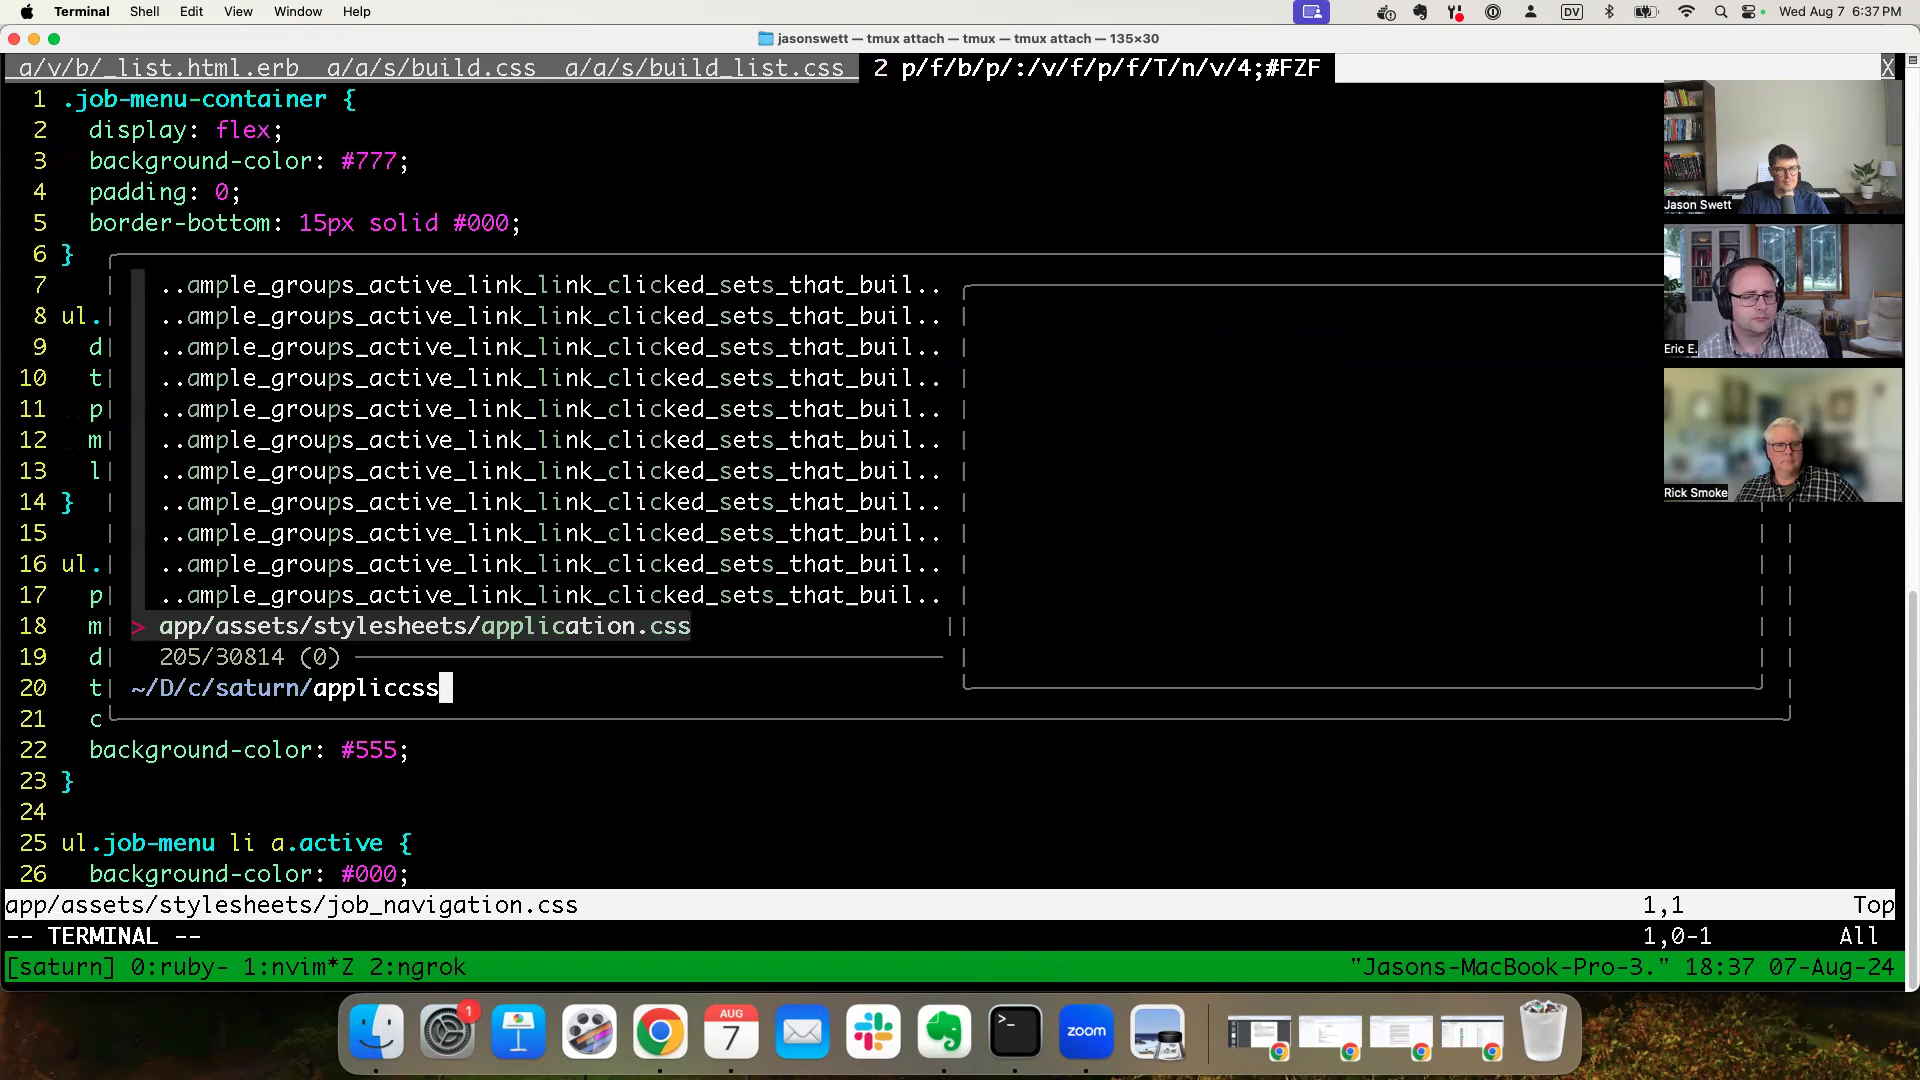 Terminal Shell Edit View Window Help DV Wed Aug 7 6:37 PM
jasonswett — tmux attach — tmux — tmux attach — 135×30
a/v/b/_list.html.erb a/a/s/build.css a/a/s/build_list.css 2 p/f/b/p/:/v/f/p/f/T/n/v/4;#FZF X
1 .job-menu-container {
2 display: flex;
3 background-color: #777;
4 padding: 0;
5 border-bottom: 15px solid #000;
6 }
7 ..ample_groups_active_link_link_clicked_sets_that_buil..
8 ul. ..ample_groups_active_link_link_clicked_sets_that_buil..
9 d ..ample_groups_active_link_link_clicked_sets_that_buil..
10 t ..ample_groups_active_link_link_clicked_sets_that_buil..
11 p ..ample_groups_active_link_link_clicked_sets_that_buil..
12 m ..ample_groups_active_link_link_clicked_sets_that_buil..
13 l ..ample_groups_active_link_link_clicked_sets_that_buil..
14 } ..ample_groups_active_link_link_clicked_sets_that_buil..
15 ..ample_groups_active_link_link_clicked_sets_that_buil..
16 ul. ..ample_groups_active_link_link_clicked_sets_that_buil..
17 p ..ample_groups_active_link_link_clicked_sets_that_buil..
18 m > app/assets/stylesheets/application.css
19 d 205/30814 (0)
20 t ~/D/c/saturn/appliccss
21 c
22 background-color: #555;
23 }
24
25 ul.job-menu li a.active {
26 background-color: #000;
app/assets/stylesheets/job_navigation.css 1,1 Top
-- TERMINAL -- 1,0-1 All
[saturn] 0:ruby- 1:nvim*Z 2:ngrok "Jasons-MacBook-Pro-3." 18:37 07-Aug-24
Jason Swett
Eric E.
Rick Smoke
1
AUG
7
>_
zoom